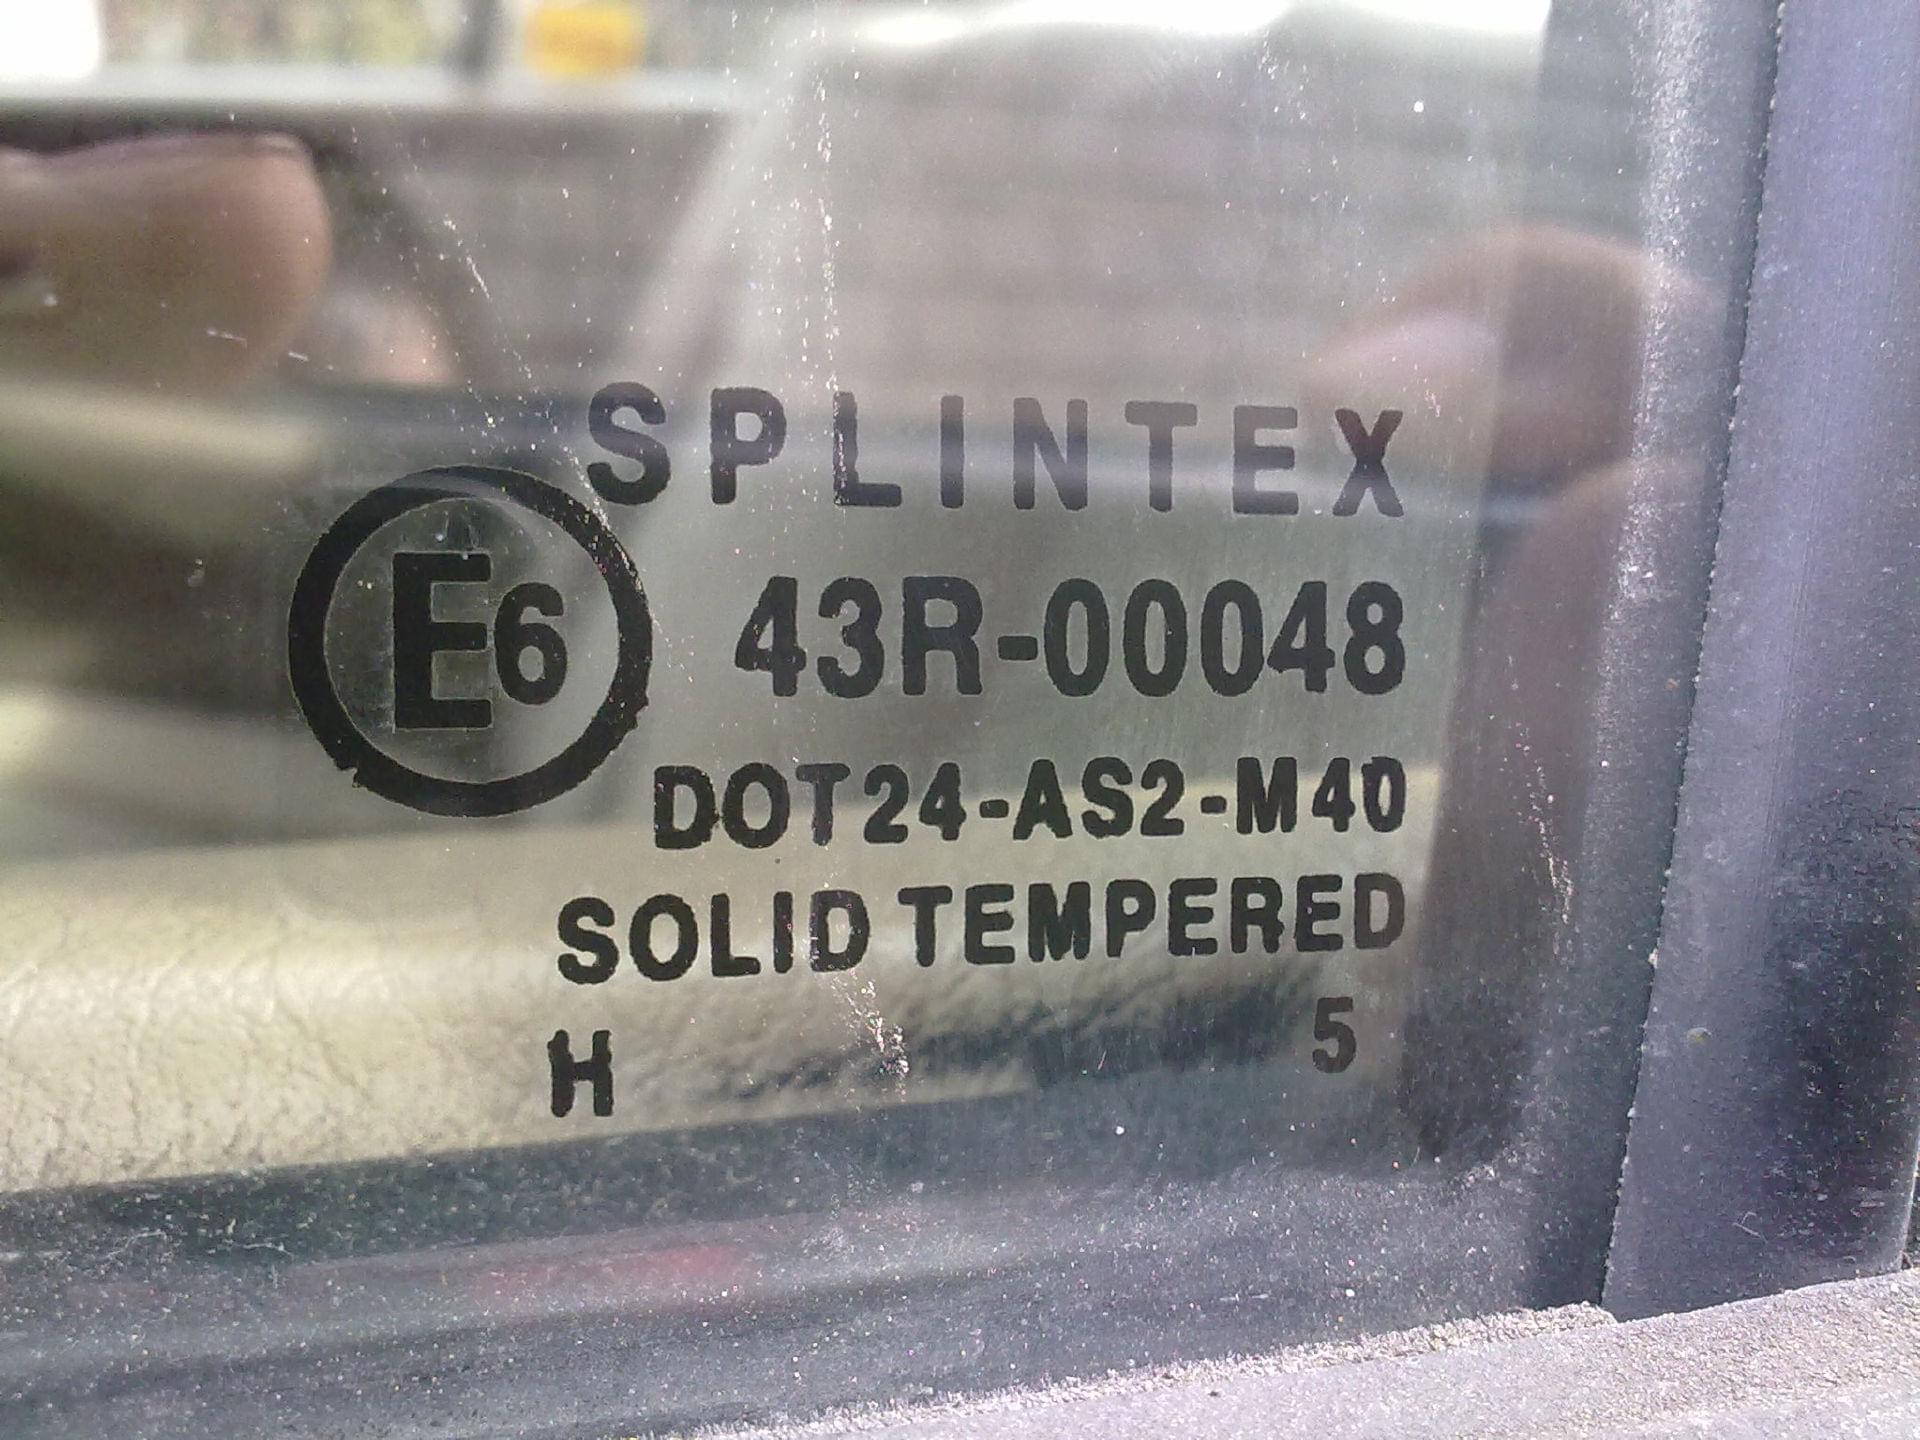 SPLINTEX
E6 43R-00048
DOT24-AS2-M40
SOLID TEMPERED
H 5